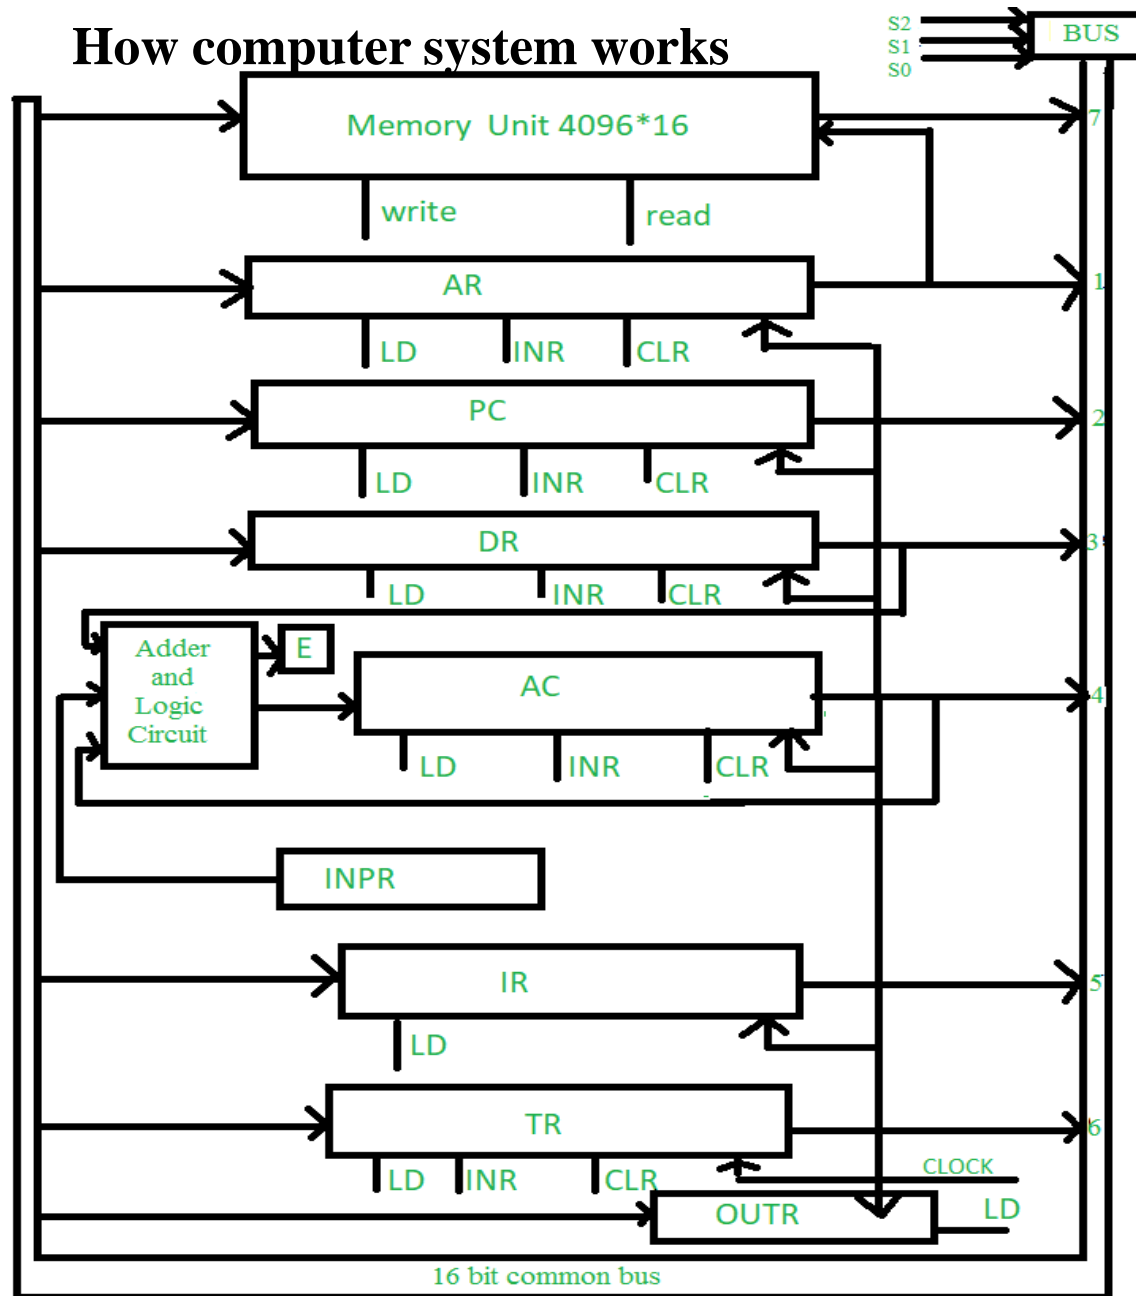 How computer system works
S2
S1
S0
BUS
Memory Unit 4096*16
7
write
read
AR
1
LD
INR
CLR
PC
2
LD
INR
CLR
DR
3
LD
INR
CLR
Adder
and
Logic
Circuit
E
AC
4
LD
INR
CLR
INPR
IR
5
LD
TR
6
LD
INR
CLR
CLOCK
OUTR
LD
16 bit common bus